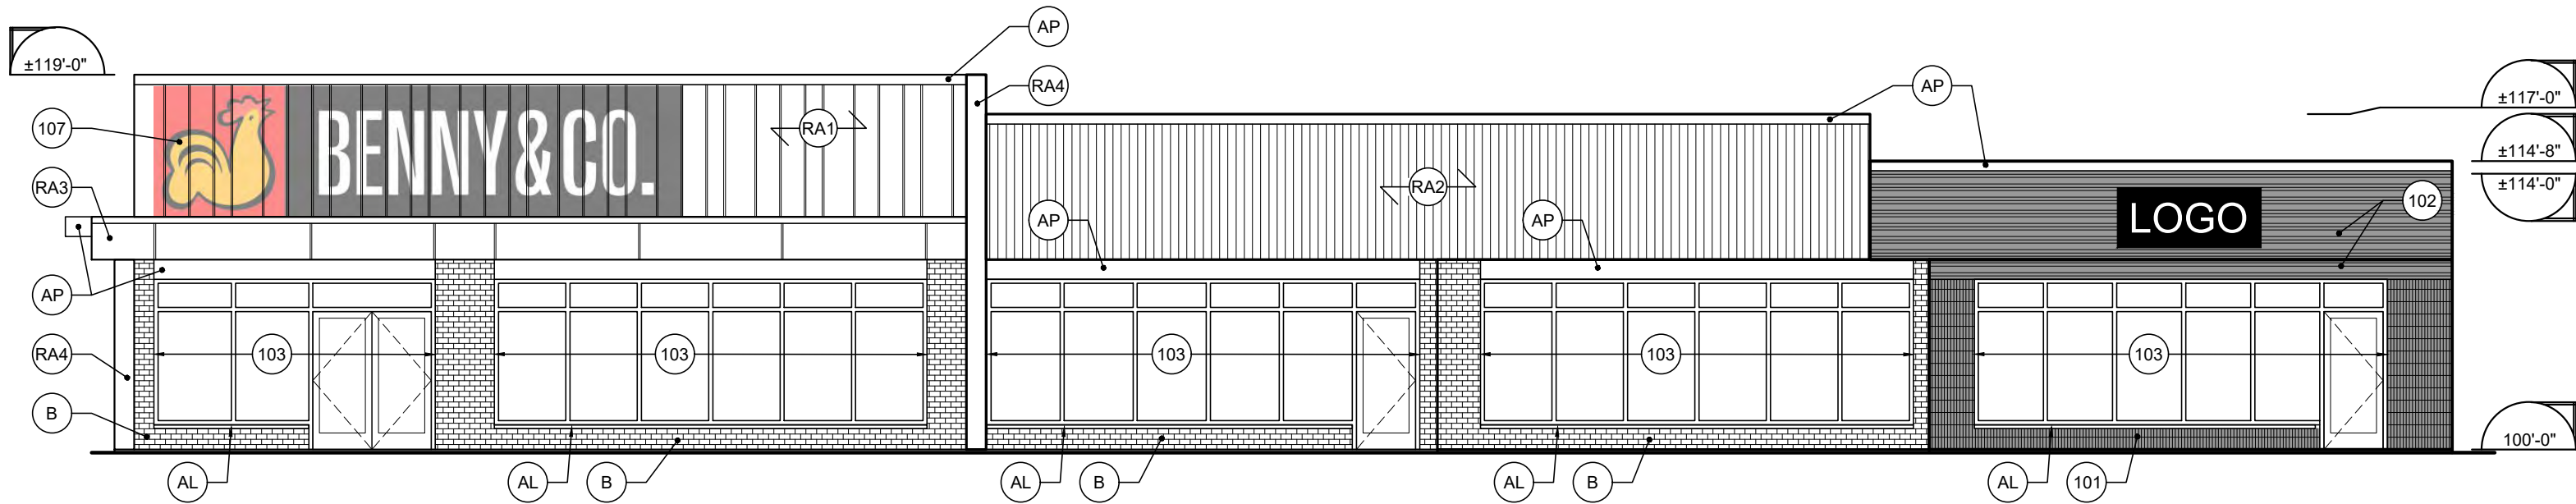 AP
±119'-0"
RA4
AP
±117'-0"
107
BENNY&CO.
RA1
±114'-8"
RA3
RA2
±114'-0"
102
AP
AP
LOGO
AP
RA4
103
103
103
103
103
B
100'-0"
AL
AL
B
AL
B
AL
B
AL
101